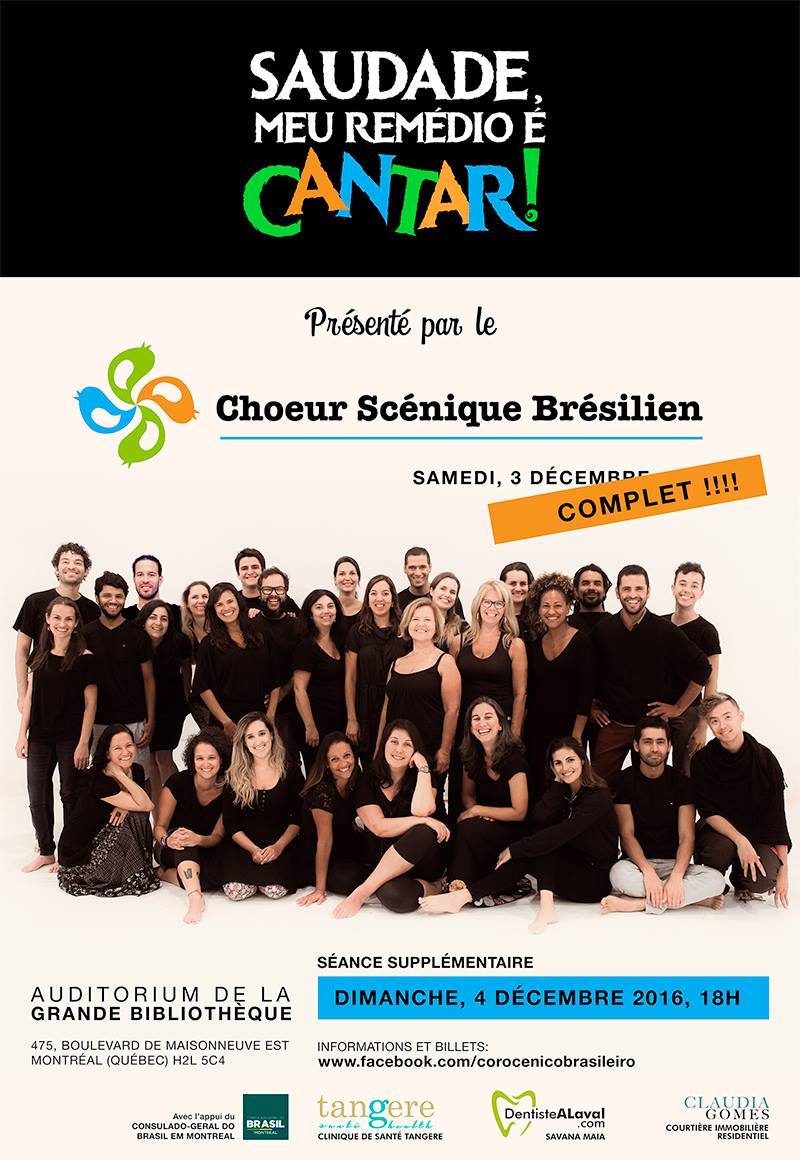 SAUDADE,
MEU REMÉDIO É
CANTAR!
Présenté par le
Choeur Scénique Brésilien
SAMEDI, 3 DÉCEMBRE
COMPLET !!!!
SÉANCE SUPPLÉMENTAIRE
DIMANCHE, 4 DÉCEMBRE 2016, 18H
AUDITORIUM DE LA
GRANDE BIBLIOTHÈQUE
475, BOULEVARD DE MAISONNEUVE EST
MONTRÉAL (QUÉBEC) H2L 5C4
INFORMATIONS ET BILLETS:
www.facebook.com/corocenicobrasileiro
Avec l'appui du
CONSULADO-GERAL DO
BRASIL EM MONTREAL
BRASIL
MONTRÉAL
tangere
santé health
CLINIQUE DE SANTÉ TANGERE
DentisteALaval
.com
SAVANA MAIA
CLAUDIA
GOMES
COURTIÈRE IMMOBILIÈRE
RESIDENTIEL